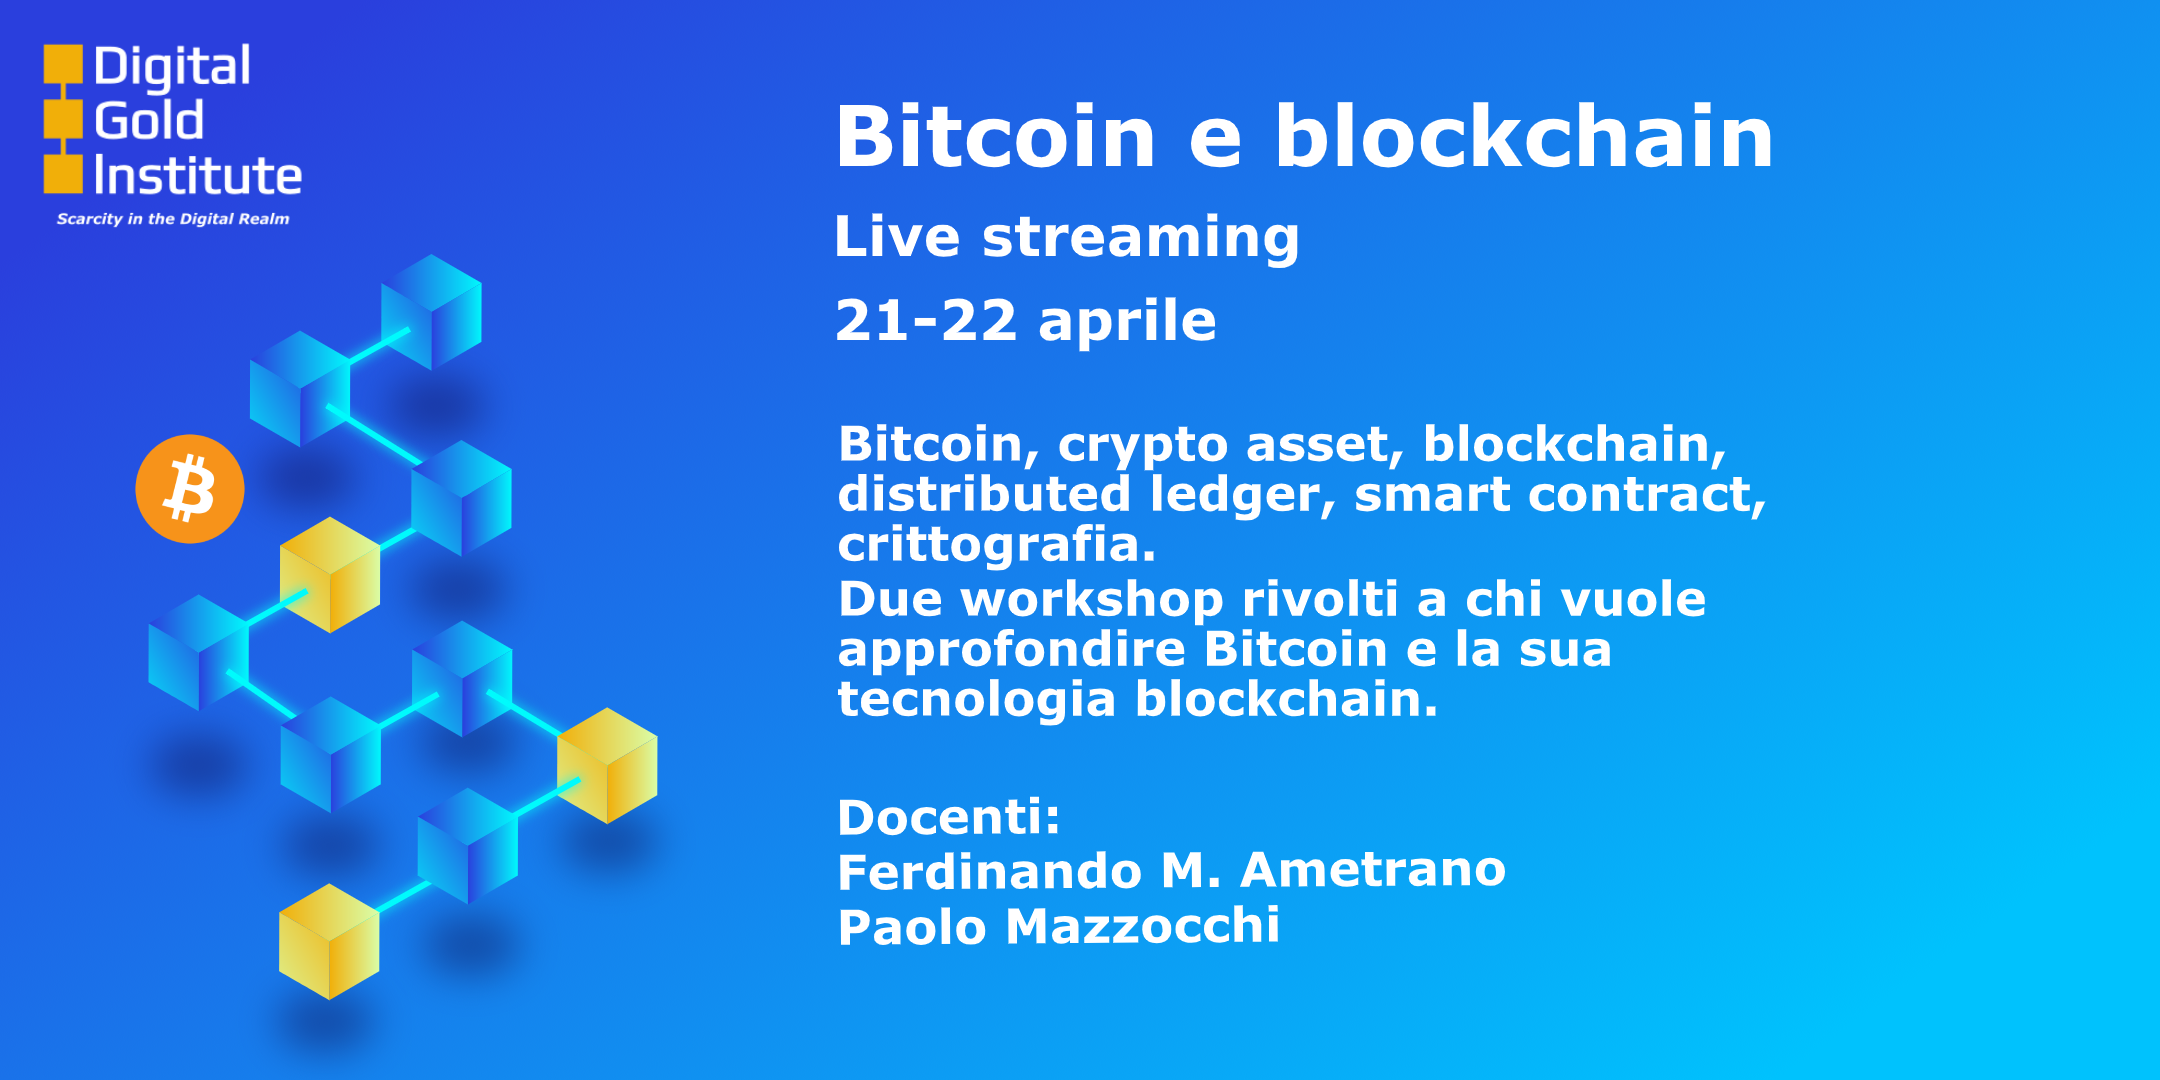 Digital
Gold
Institute
Scarcity in the Digital Realm
Bitcoin e blockchain
Live streaming
21-22 aprile
Bitcoin, crypto asset, blockchain,
distributed ledger, smart contract,
crittografia.
Due workshop rivolti a chi vuole
approfondire Bitcoin e la sua
tecnologia blockchain.
Docenti:
Ferdinando M. Ametrano
Paolo Mazzocchi